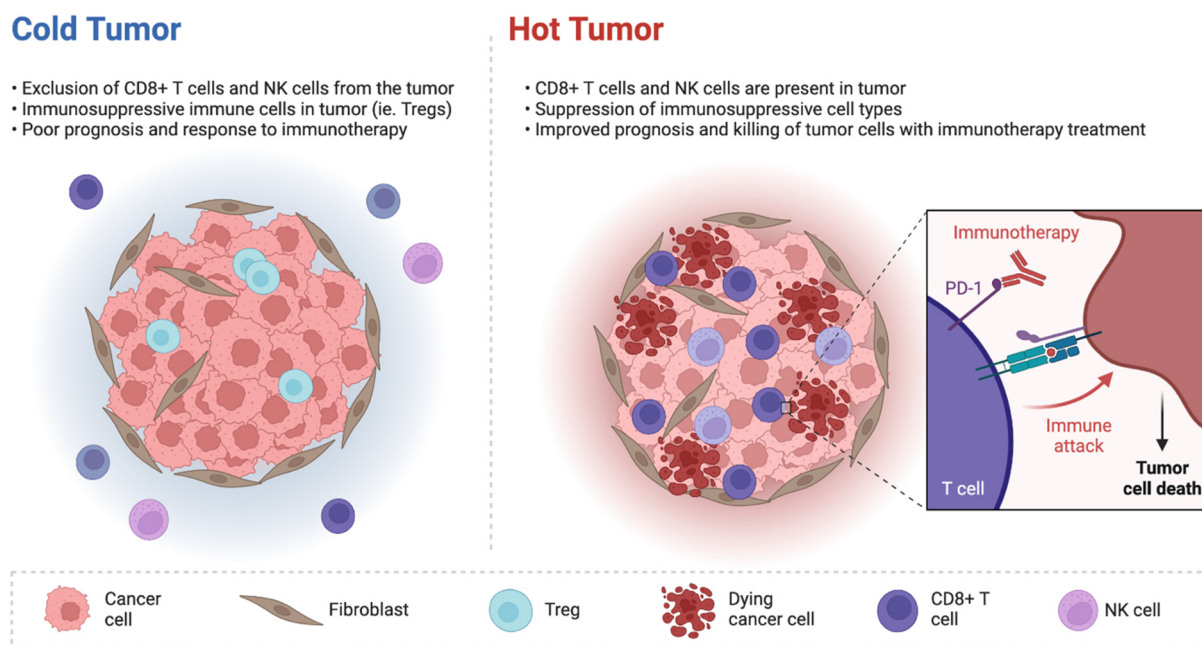 Cold Tumor
• Exclusion of CD8+ T cells and NK cells from the tumor
• Immunosuppressive immune cells in tumor (ie. Tregs)
• Poor prognosis and response to immunotherapy
Hot Tumor
• CD8+ T cells and NK cells are present in tumor
• Suppression of immunosuppressive cell types
• Improved prognosis and killing of tumor cells with immunotherapy treatment
Immunotherapy
PD-1
Immune
attack
T cell
Tumor
cell death
Cancer
cell
Fibroblast
Treg
Dying
cancer cell
CD8+ T
cell
NK cell